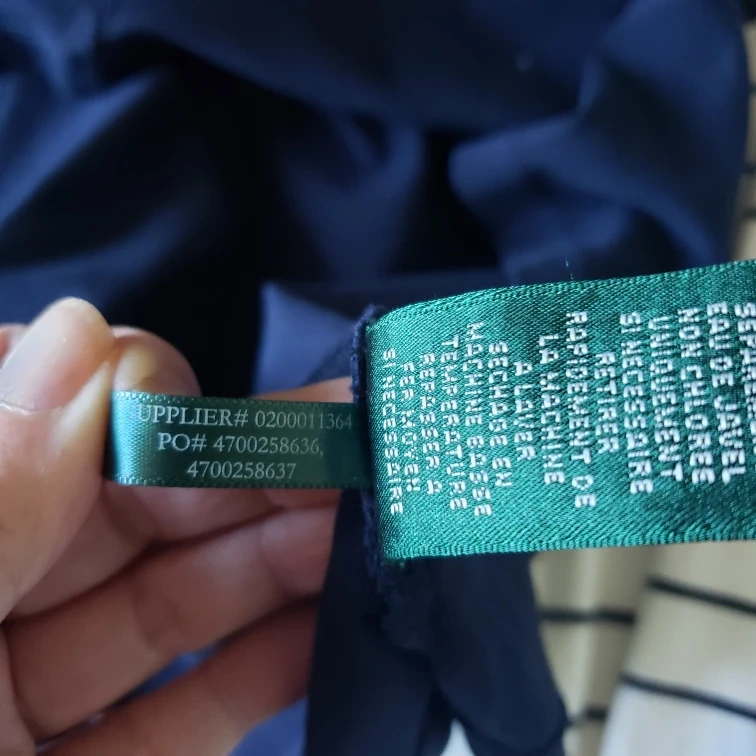 UPPLIER# 0200011364
PO# 4700258636,
4700258637
EAU DE JAVEL
NON CHLOREE
UNIQUEMENT
SI NECESSAIRE
RETIRER
RAPIDEMENT DE
LA MACHINE
A LAVER
SECHAGE EN
MACHINE BASSE
TEMPERATURE
REPASSER A
FER MOYEN
SI NECESSAIRE